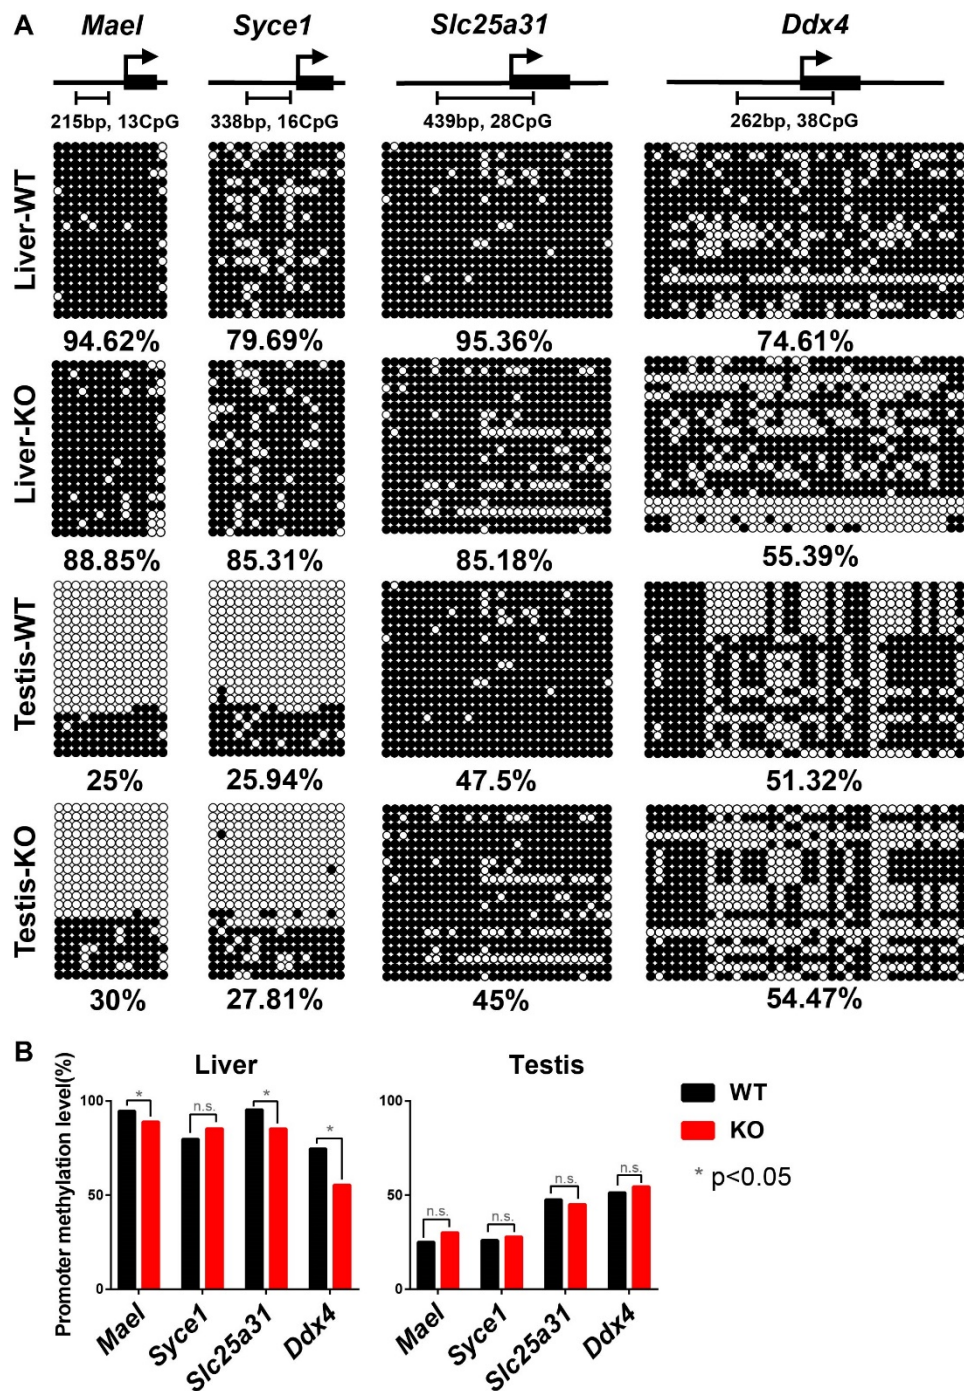 A
Mael Syce1 Slc25a31 Ddx4
215bp, 13CpG 338bp, 16CpG 439bp, 28CpG 262bp, 38CpG
Liver-WT
94.62% 79.69% 95.36% 74.61%
Liver-KO
88.85% 85.31% 85.18% 55.39%
Testis-WT
25% 25.94% 47.5% 51.32%
Testis-KO
30% 27.81% 45% 54.47%
B
Liver Testis
Promoter methylation level(%)
100
50
0
* n.s. * *
Mael Syce1 Slc25a31 Ddx4
100
50
0
n.s. n.s. n.s. n.s.
Mael Syce1 Slc25a31 Ddx4
WT
KO
* p<0.05